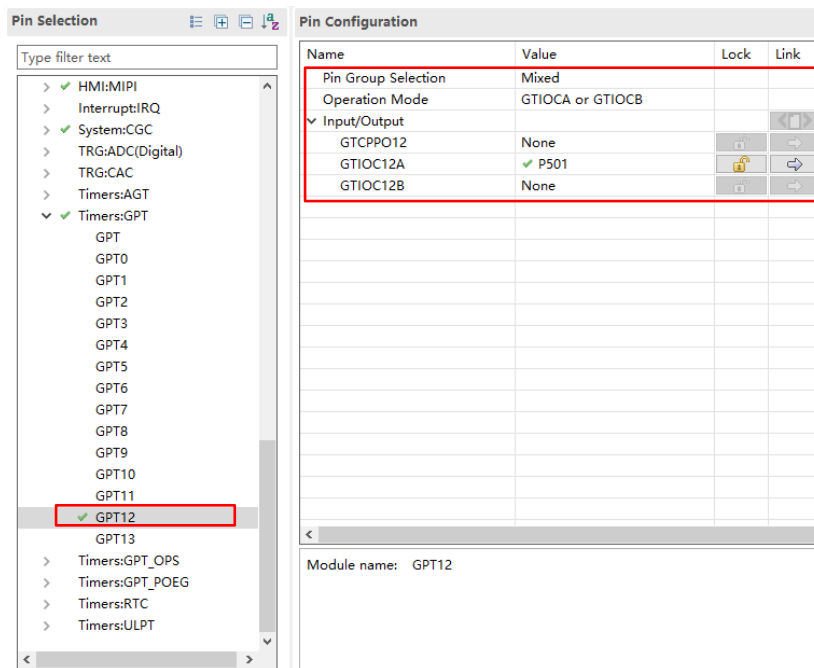 Pin Selection
Type filter text
HMI:MIPI
Interrupt:IRQ
System:CGC
TRG:ADC(Digital)
TRG:CAC
Timers:AGT
Timers:GPT
GPT
GPT0
GPT1
GPT2
GPT3
GPT4
GPT5
GPT6
GPT7
GPT8
GPT9
GPT10
GPT11
GPT12
GPT13
Timers:GPT_OPS
Timers:GPT_POEG
Timers:RTC
Timers:ULPT
Pin Configuration
Name Value Lock Link
Pin Group Selection Mixed
Operation Mode GTIOCA or GTIOCB
Input/Output
GTCPPO12 None
GTIOC12A P501
GTIOC12B None
Module name: GPT12